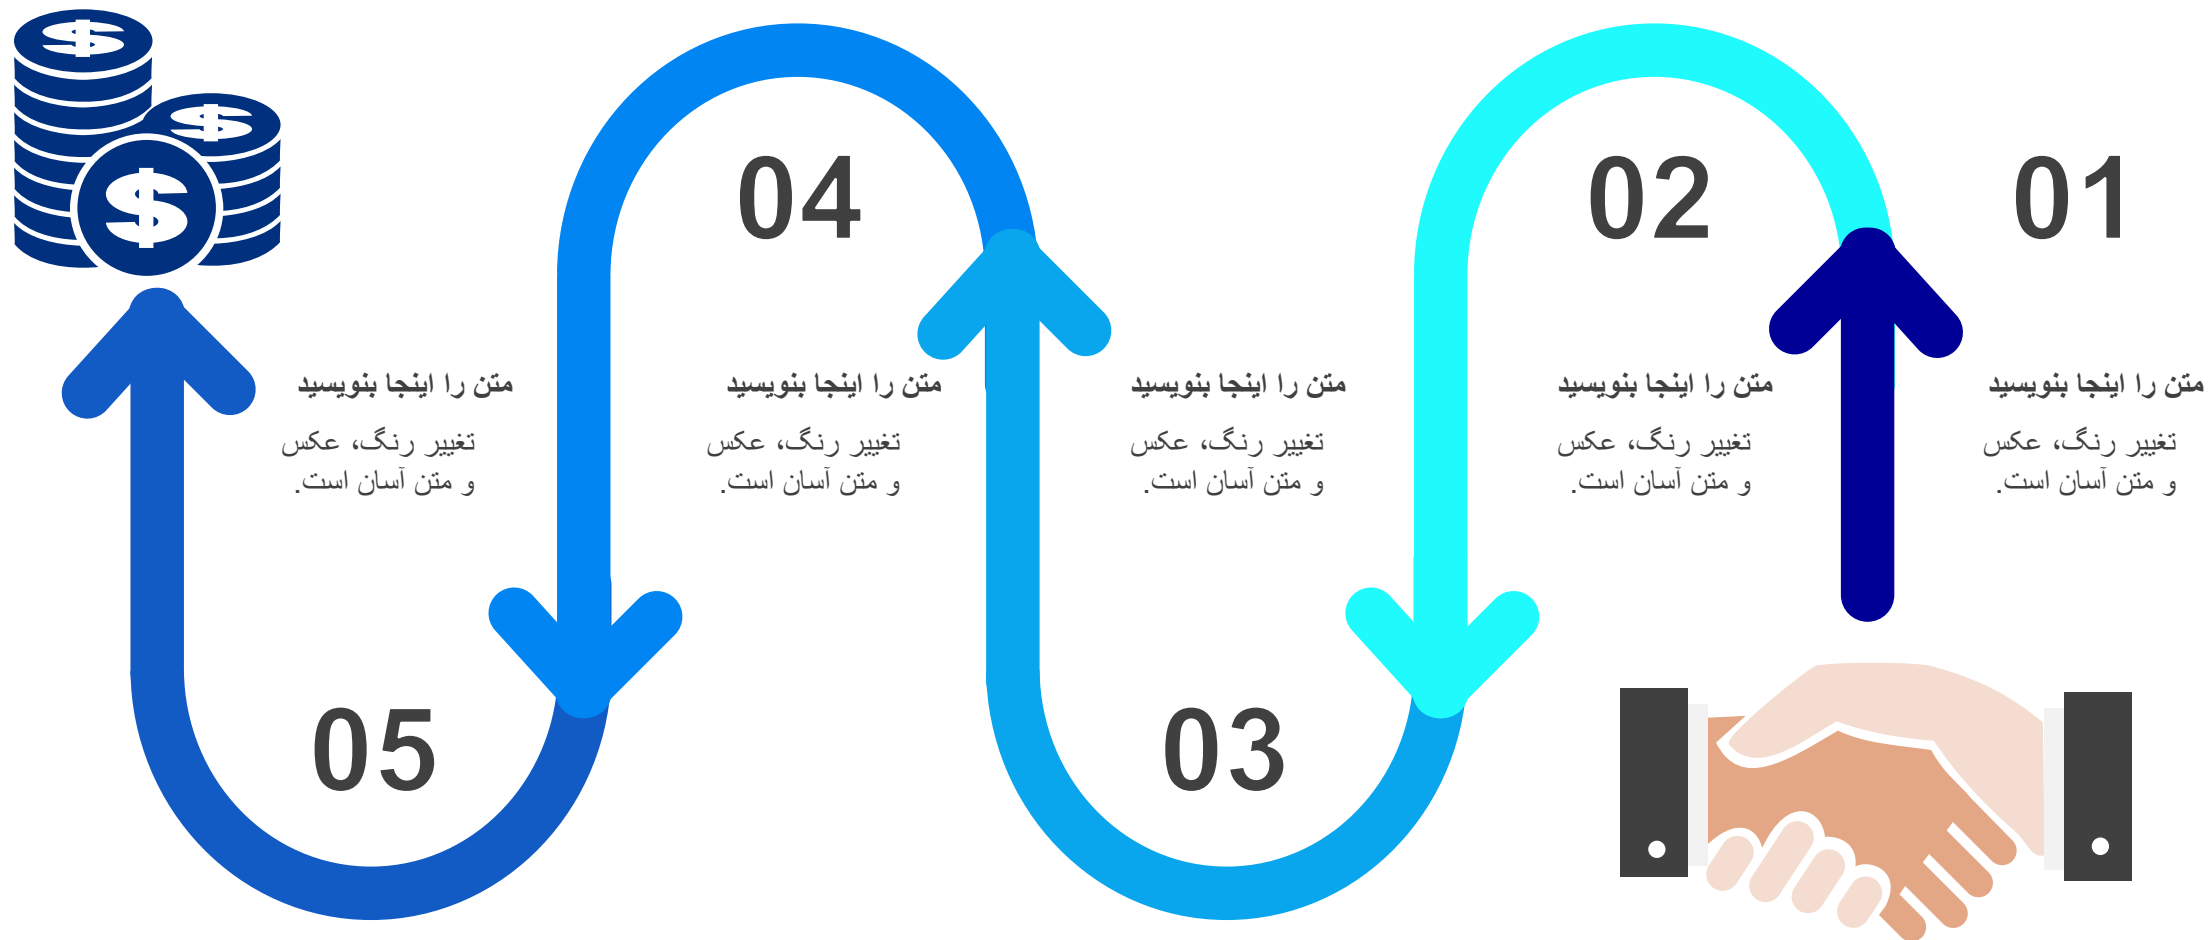 01
متن را اینجا بنویسید
تغییر رنگ، عکس
و متن آسان است.
02
متن را اینجا بنویسید
تغییر رنگ، عکس
و متن آسان است.
03
متن را اینجا بنویسید
تغییر رنگ، عکس
و متن آسان است.
04
متن را اینجا بنویسید
تغییر رنگ، عکس
و متن آسان است.
05
متن را اینجا بنویسید
تغییر رنگ، عکس
و متن آسان است.
$
$
$